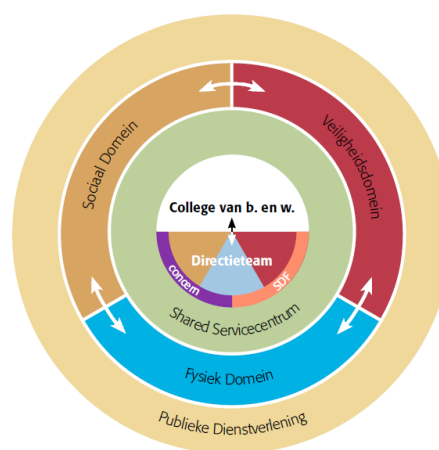 Sociaal Domein
Veiligheidsdomein
College van b. en w.
Directieteam
concern
SDF
Shared Servicecentrum
Fysiek Domein
Publieke Dienstverlening